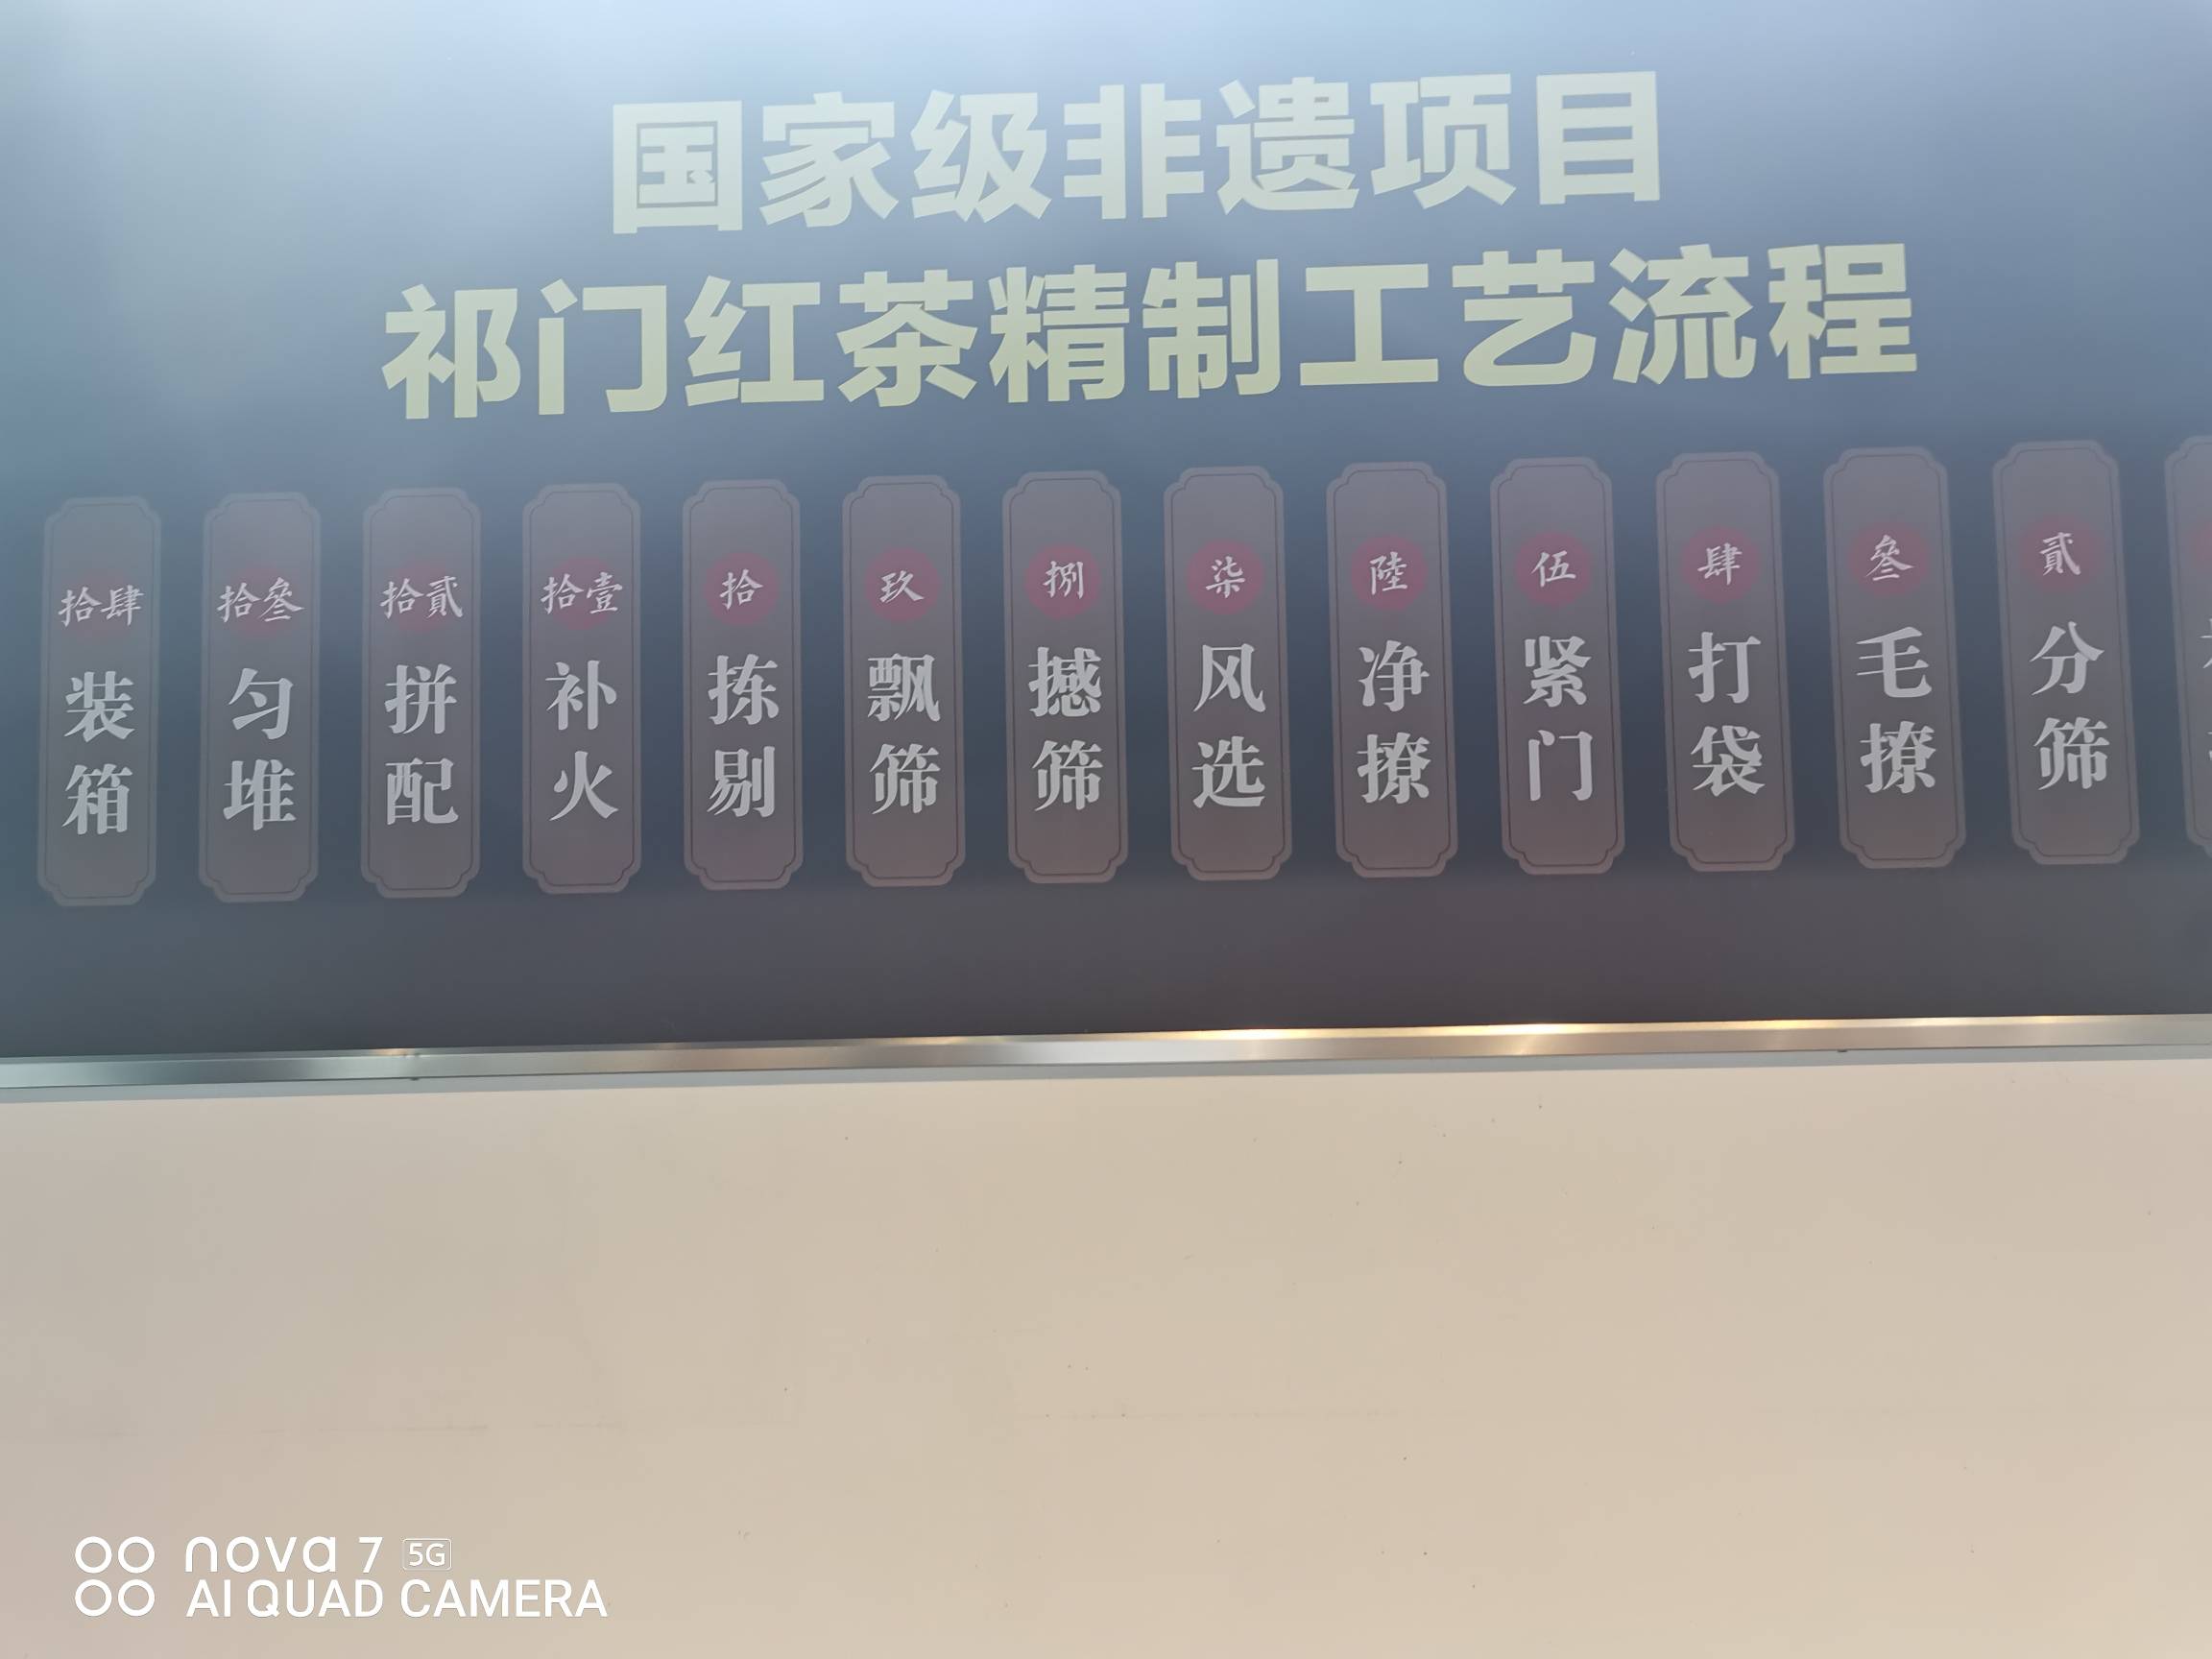 国家级非遗项目
祁门红茶精制工艺流程
貳 分筛
叁 毛撩
肆 打袋
伍 紧门
陸 净撩
柒 风选
捌 撼筛
玖 飘筛
拾 拣剔
拾壹 补火
拾貳 拼配
拾叁 匀堆
拾肆 装箱
nova 7 5G
AI QUAD CAMERA